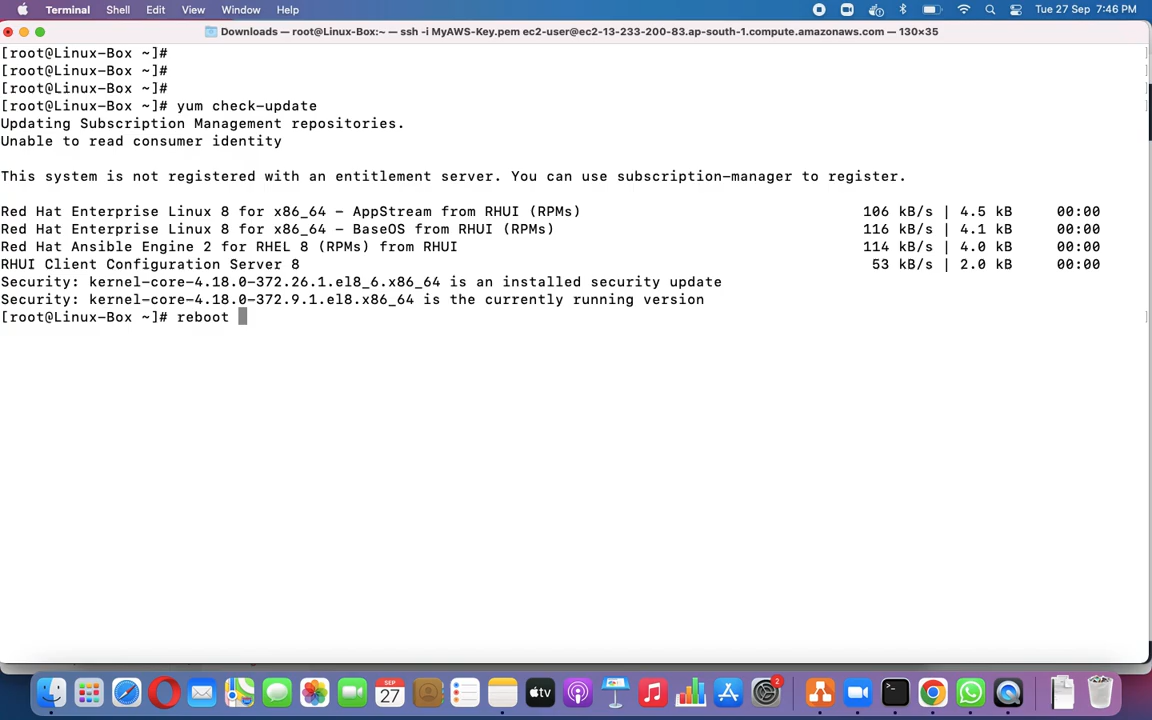 Terminal Shell Edit View Window Help Tue 27 Sep 7:46 PM
Downloads — root@Linux-Box:~ — ssh -i MyAWS-Key.pem ec2-user@ec2-13-233-200-83.ap-south-1.compute.amazonaws.com — 130×35
[root@Linux-Box ~]#
[root@Linux-Box ~]#
[root@Linux-Box ~]#
[root@Linux-Box ~]# yum check-update
Updating Subscription Management repositories.
Unable to read consumer identity
This system is not registered with an entitlement server. You can use subscription-manager to register.
Red Hat Enterprise Linux 8 for x86_64 - AppStream from RHUI (RPMs) 106 kB/s | 4.5 kB 00:00
Red Hat Enterprise Linux 8 for x86_64 - BaseOS from RHUI (RPMs) 116 kB/s | 4.1 kB 00:00
Red Hat Ansible Engine 2 for RHEL 8 (RPMs) from RHUI 114 kB/s | 4.0 kB 00:00
RHUI Client Configuration Server 8 53 kB/s | 2.0 kB 00:00
Security: kernel-core-4.18.0-372.26.1.el8_6.x86_64 is an installed security update
Security: kernel-core-4.18.0-372.9.1.el8.x86_64 is the currently running version
[root@Linux-Box ~]# reboot
SEP
27
tv
2